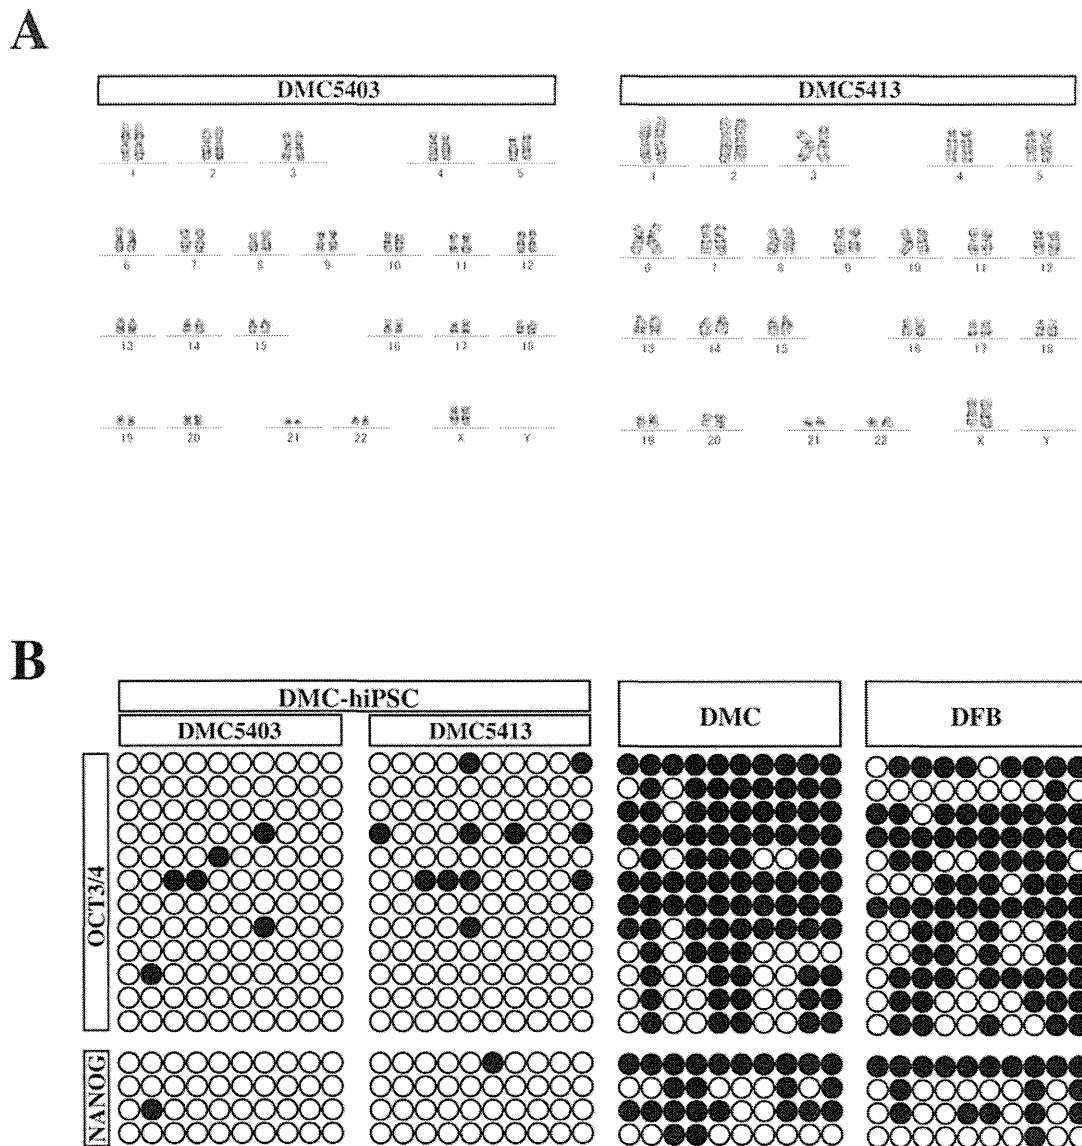 A
DMC5403
DMC5413
1 2 3 4 5
1 2 3 4 5
6 7 8 9 10 11 12
6 7 8 9 10 11 12
13 14 15 16 17 18
13 14 15 16 17 18
19 20 21 22 X Y
19 20 21 22 X Y
B
DMC-hiPSC
DMC5403
DMC5413
DMC
DFB
OCT3/4
NANOG